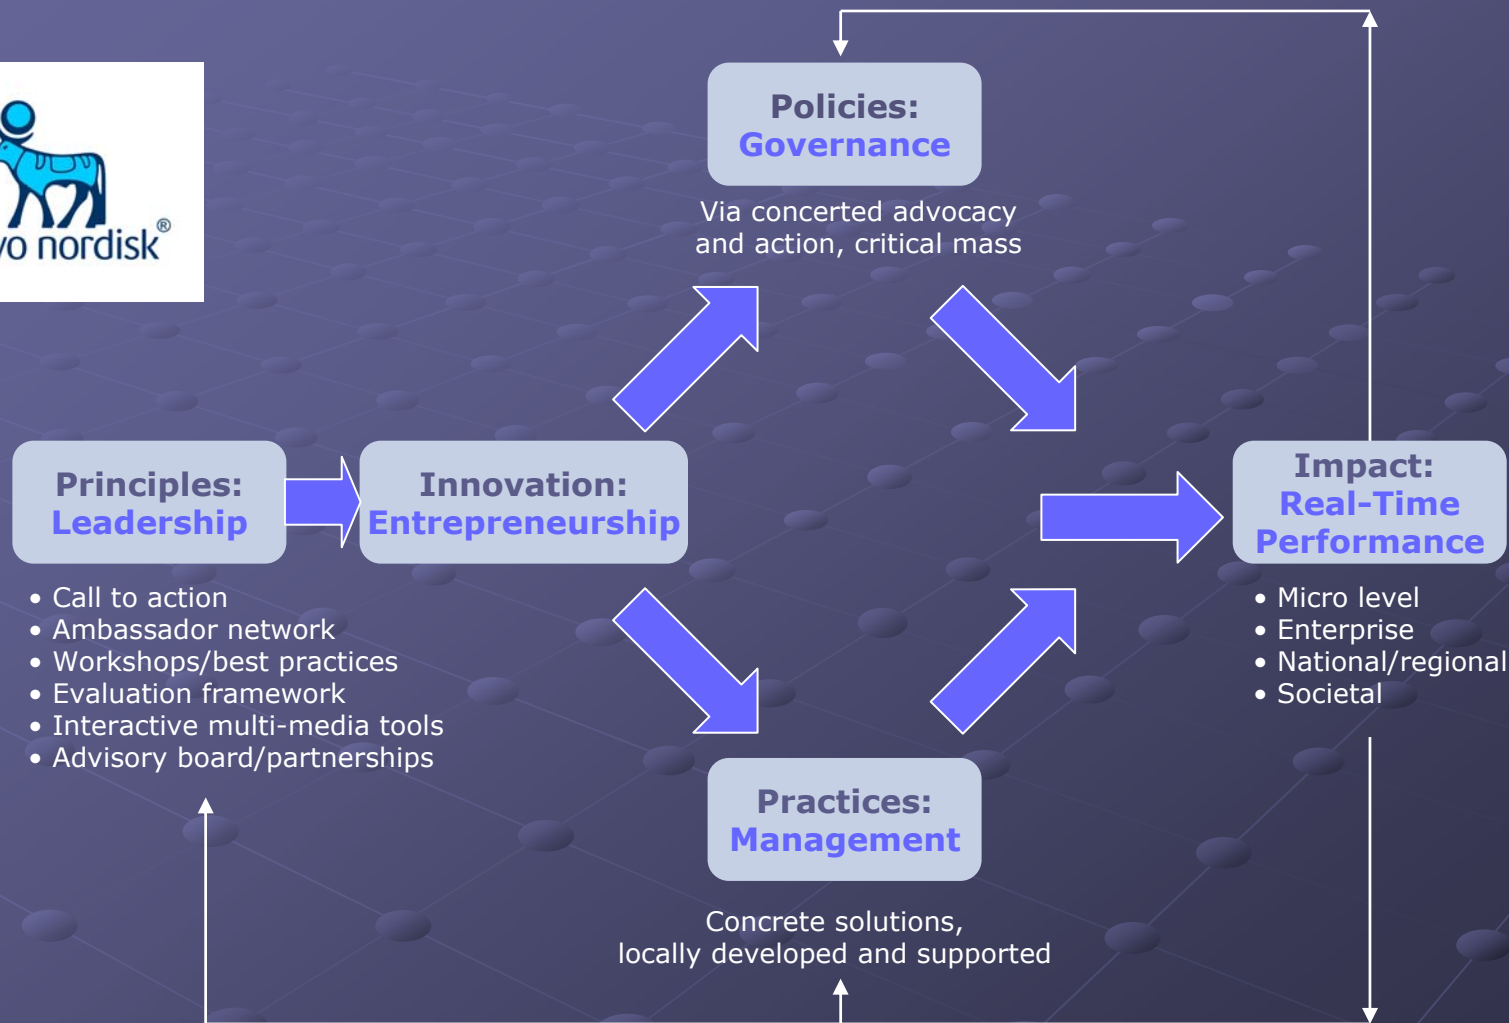 vo nordisk®
Policies:
Governance
Via concerted advocacy
and action, critical mass
Principles:
Leadership
• Call to action
• Ambassador network
• Workshops/best practices
• Evaluation framework
• Interactive multi-media tools
• Advisory board/partnerships
Innovation:
Entrepreneurship
Impact:
Real-Time
Performance
• Micro level
• Enterprise
• National/regional
• Societal
Practices:
Management
Concrete solutions,
locally developed and supported